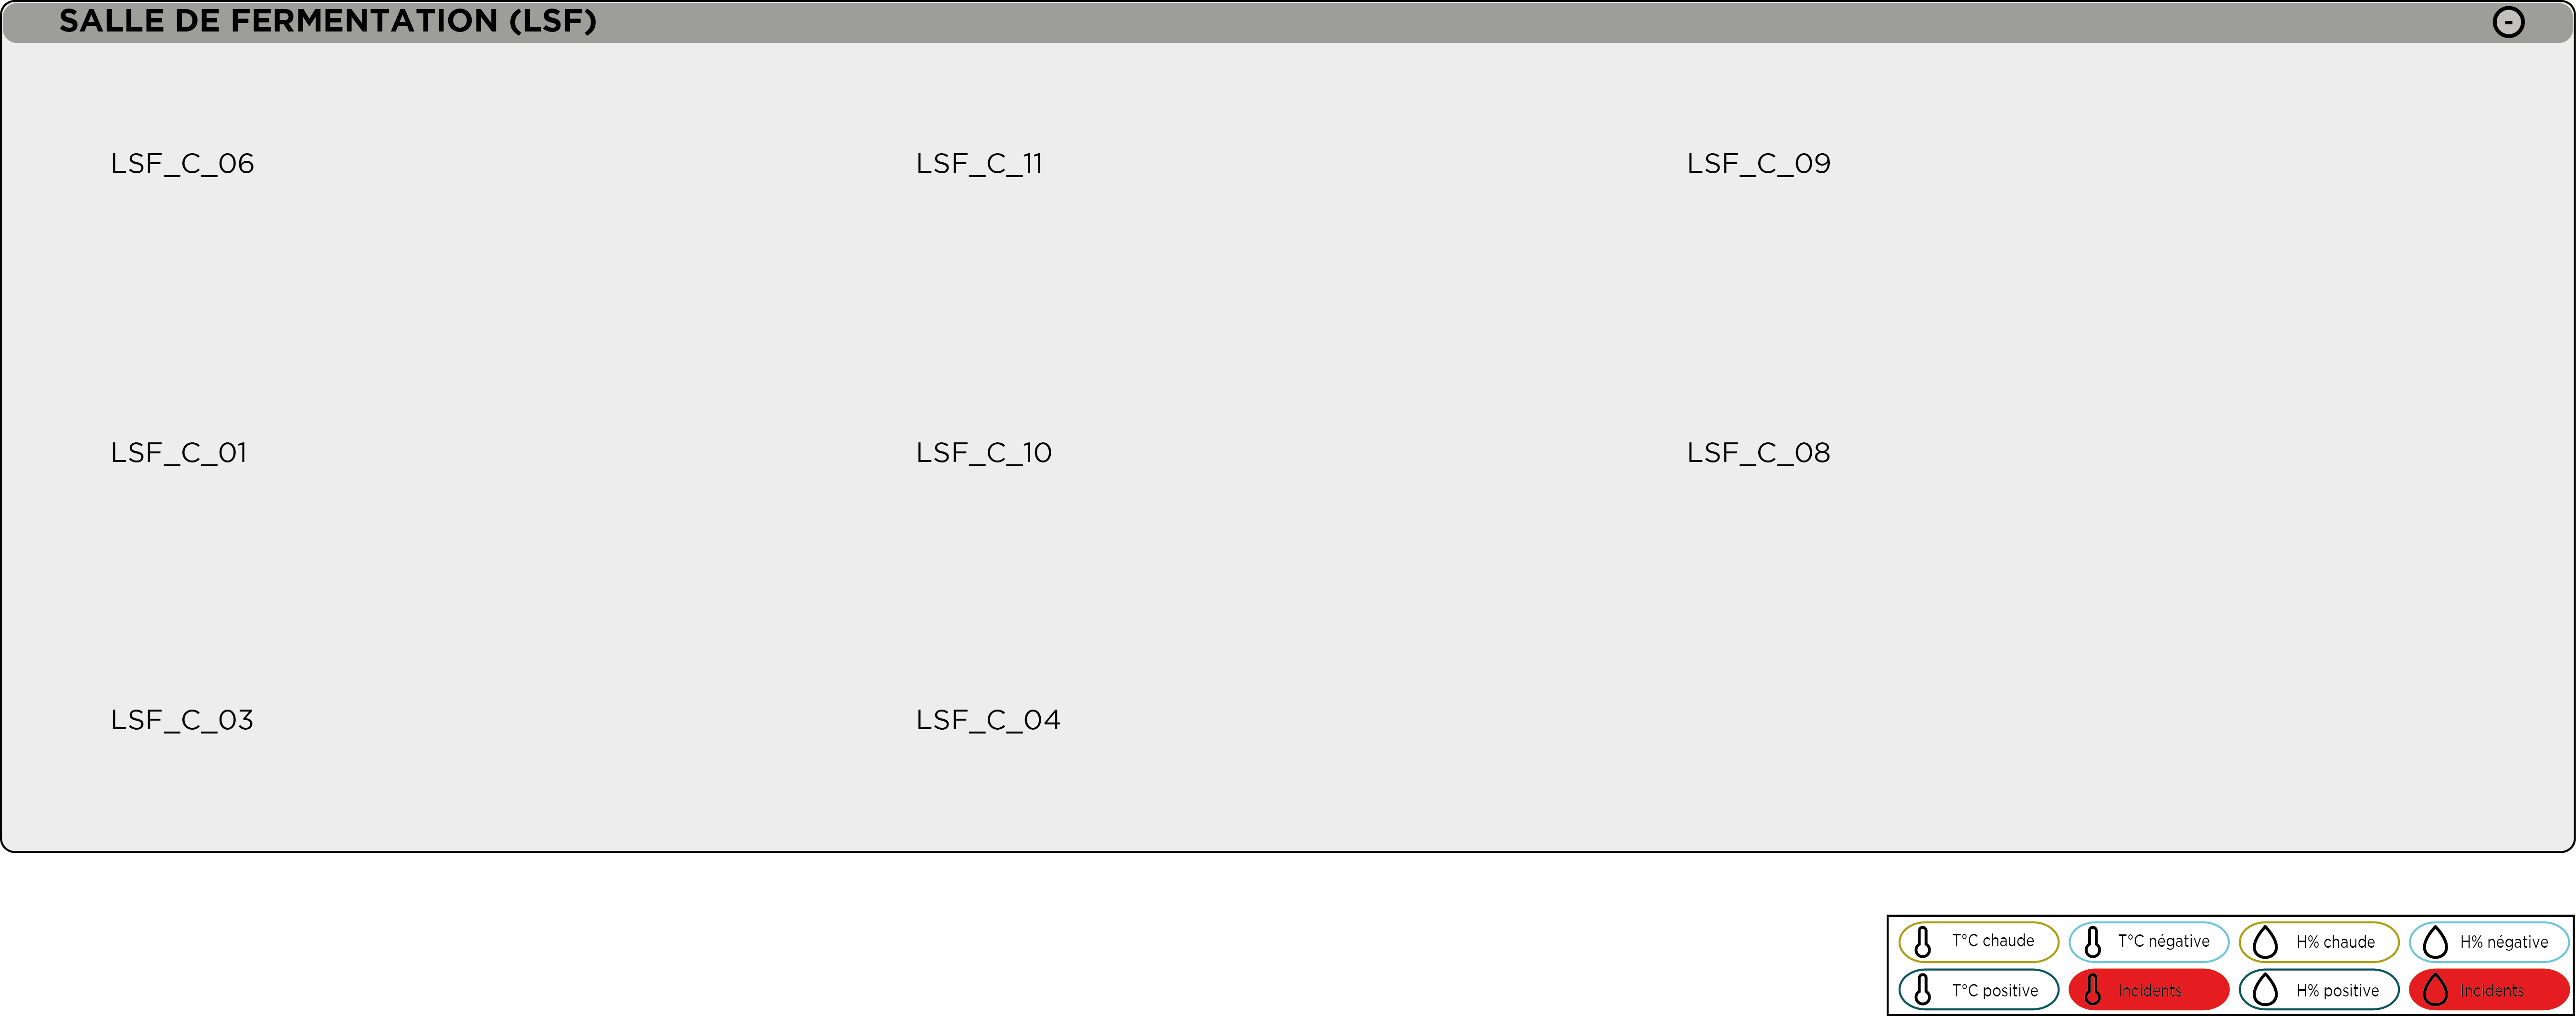 SALLE DE FERMENTATION (LSF)
-
LSF_C_06
LSF_C_11
LSF_C_09
LSF_C_01
LSF_C_10
LSF_C_08
LSF_C_03
LSF_C_04
T°C chaude
T°C négative
H% chaude
H% négative
T°C positive
Incidents
H% positive
Incidents